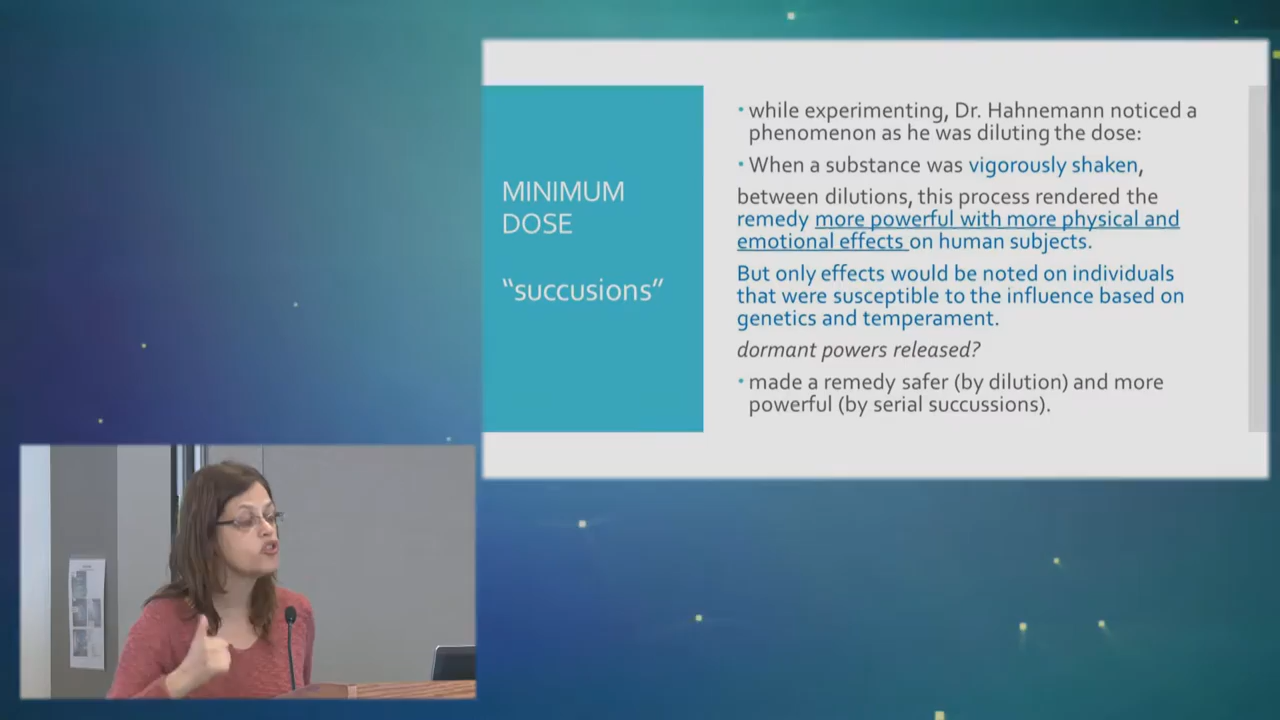 MINIMUM
DOSE
“succusions”
• while experimenting, Dr. Hahnemann noticed a
phenomenon as he was diluting the dose:
• When a substance was vigorously shaken,
between dilutions, this process rendered the
remedy more powerful with more physical and
emotional effects on human subjects.
But only effects would be noted on individuals
that were susceptible to the influence based on
genetics and temperament.
dormant powers released?
• made a remedy safer (by dilution) and more
powerful (by serial succussions).